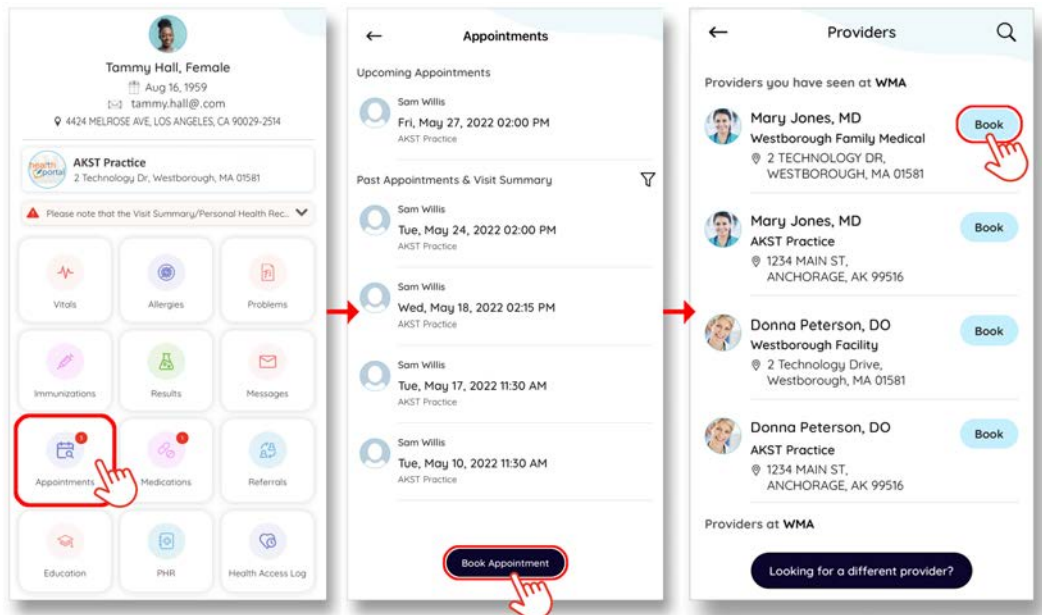 Tammy Hall, Female
Aug 16, 1959
tammy.hall@.com
4424 MELROSE AVE, LOS ANGELES, CA 90029-2514
health portal
AKST Practice
2 Technology Dr, Westborough, MA 01581
Please note that the Visit Summary/Personal Health Rec..
Vitals
Allergies
Problems
Immunizations
Results
Messages
1
1
Appointments
Medications
Referrals
Education
PHR
Health Access Log
Appointments
Upcoming Appointments
Sam Willis
Fri, May 27, 2022 02:00 PM
AKST Practice
Past Appointments & Visit Summary
Sam Willis
Tue, May 24, 2022 02:00 PM
AKST Practice
Sam Willis
Wed, May 18, 2022 02:15 PM
AKST Practice
Sam Willis
Tue, May 17, 2022 11:30 AM
AKST Practice
Sam Willis
Tue, May 10, 2022 11:30 AM
AKST Practice
Book Appointment
Providers
Providers you have seen at WMA
Mary Jones, MD
Book
Westborough Family Medical
2 TECHNOLOGY DR,
WESTBOROUGH, MA 01581
Mary Jones, MD
Book
AKST Practice
1234 MAIN ST,
ANCHORAGE, AK 99516
Donna Peterson, DO
Book
Westborough Facility
2 Technology Drive,
Westborough, MA 01581
Donna Peterson, DO
Book
AKST Practice
1234 MAIN ST,
ANCHORAGE, AK 99516
Providers at WMA
Looking for a different provider?